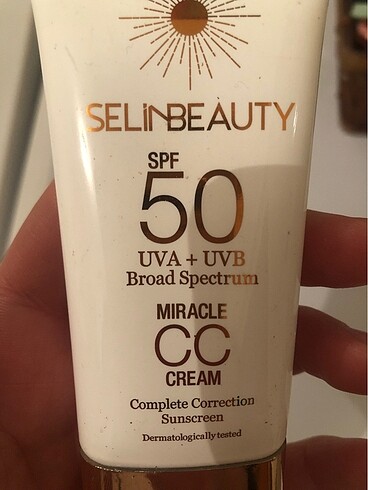 SELINBEAUTY
SPF
50
UVA + UVB
Broad Spectrum
MIRACLE
CC
CREAM
Complete Correction
Sunscreen
Dermatologically tested